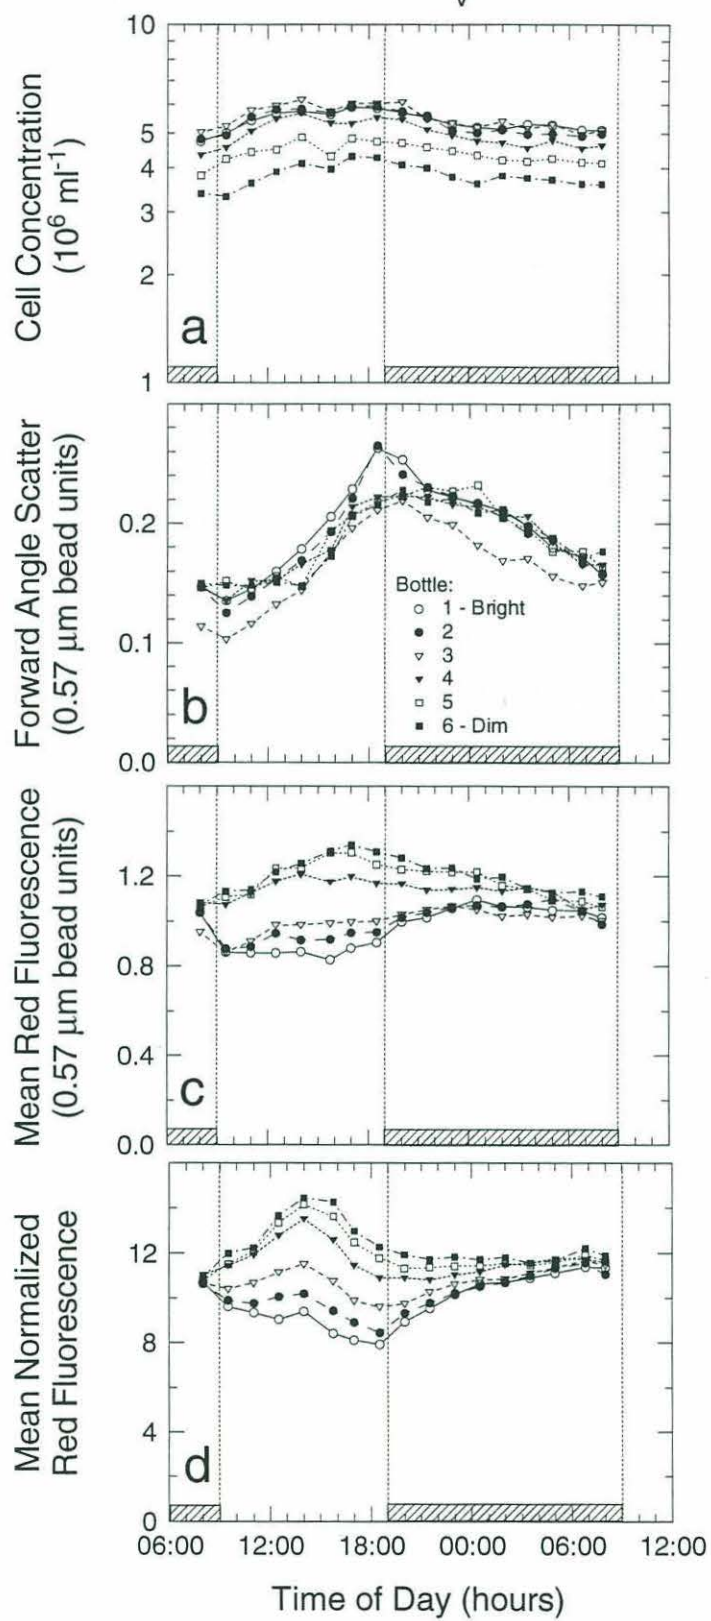 Cell Concentration
(10⁶ ml⁻¹)
10
5
4
3
2
1
a
Forward Angle Scatter
(0.57 μm bead units)
0.2
0.1
0.0
b
Bottle:
1 - Bright
2
3
4
5
6 - Dim
Mean Red Fluorescence
(0.57 μm bead units)
1.2
0.8
0.4
0.0
c
Mean Normalized
Red Fluorescence
12
8
4
0
d
06:00 12:00 18:00 00:00 06:00 12:00
Time of Day (hours)